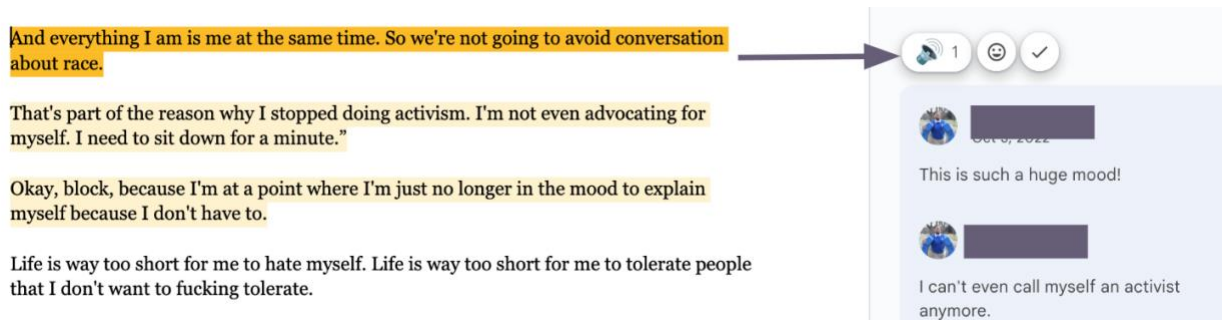 And everything I am is me at the same time. So we're not going to avoid conversation
about race.
That's part of the reason why I stopped doing activism. I'm not even advocating for
myself. I need to sit down for a minute.”
Okay, block, because I'm at a point where I'm just no longer in the mood to explain
myself because I don't have to.
Life is way too short for me to hate myself. Life is way too short for me to tolerate people
that I don't want to fucking tolerate.
1
This is such a huge mood!
I can't even call myself an activist
anymore.